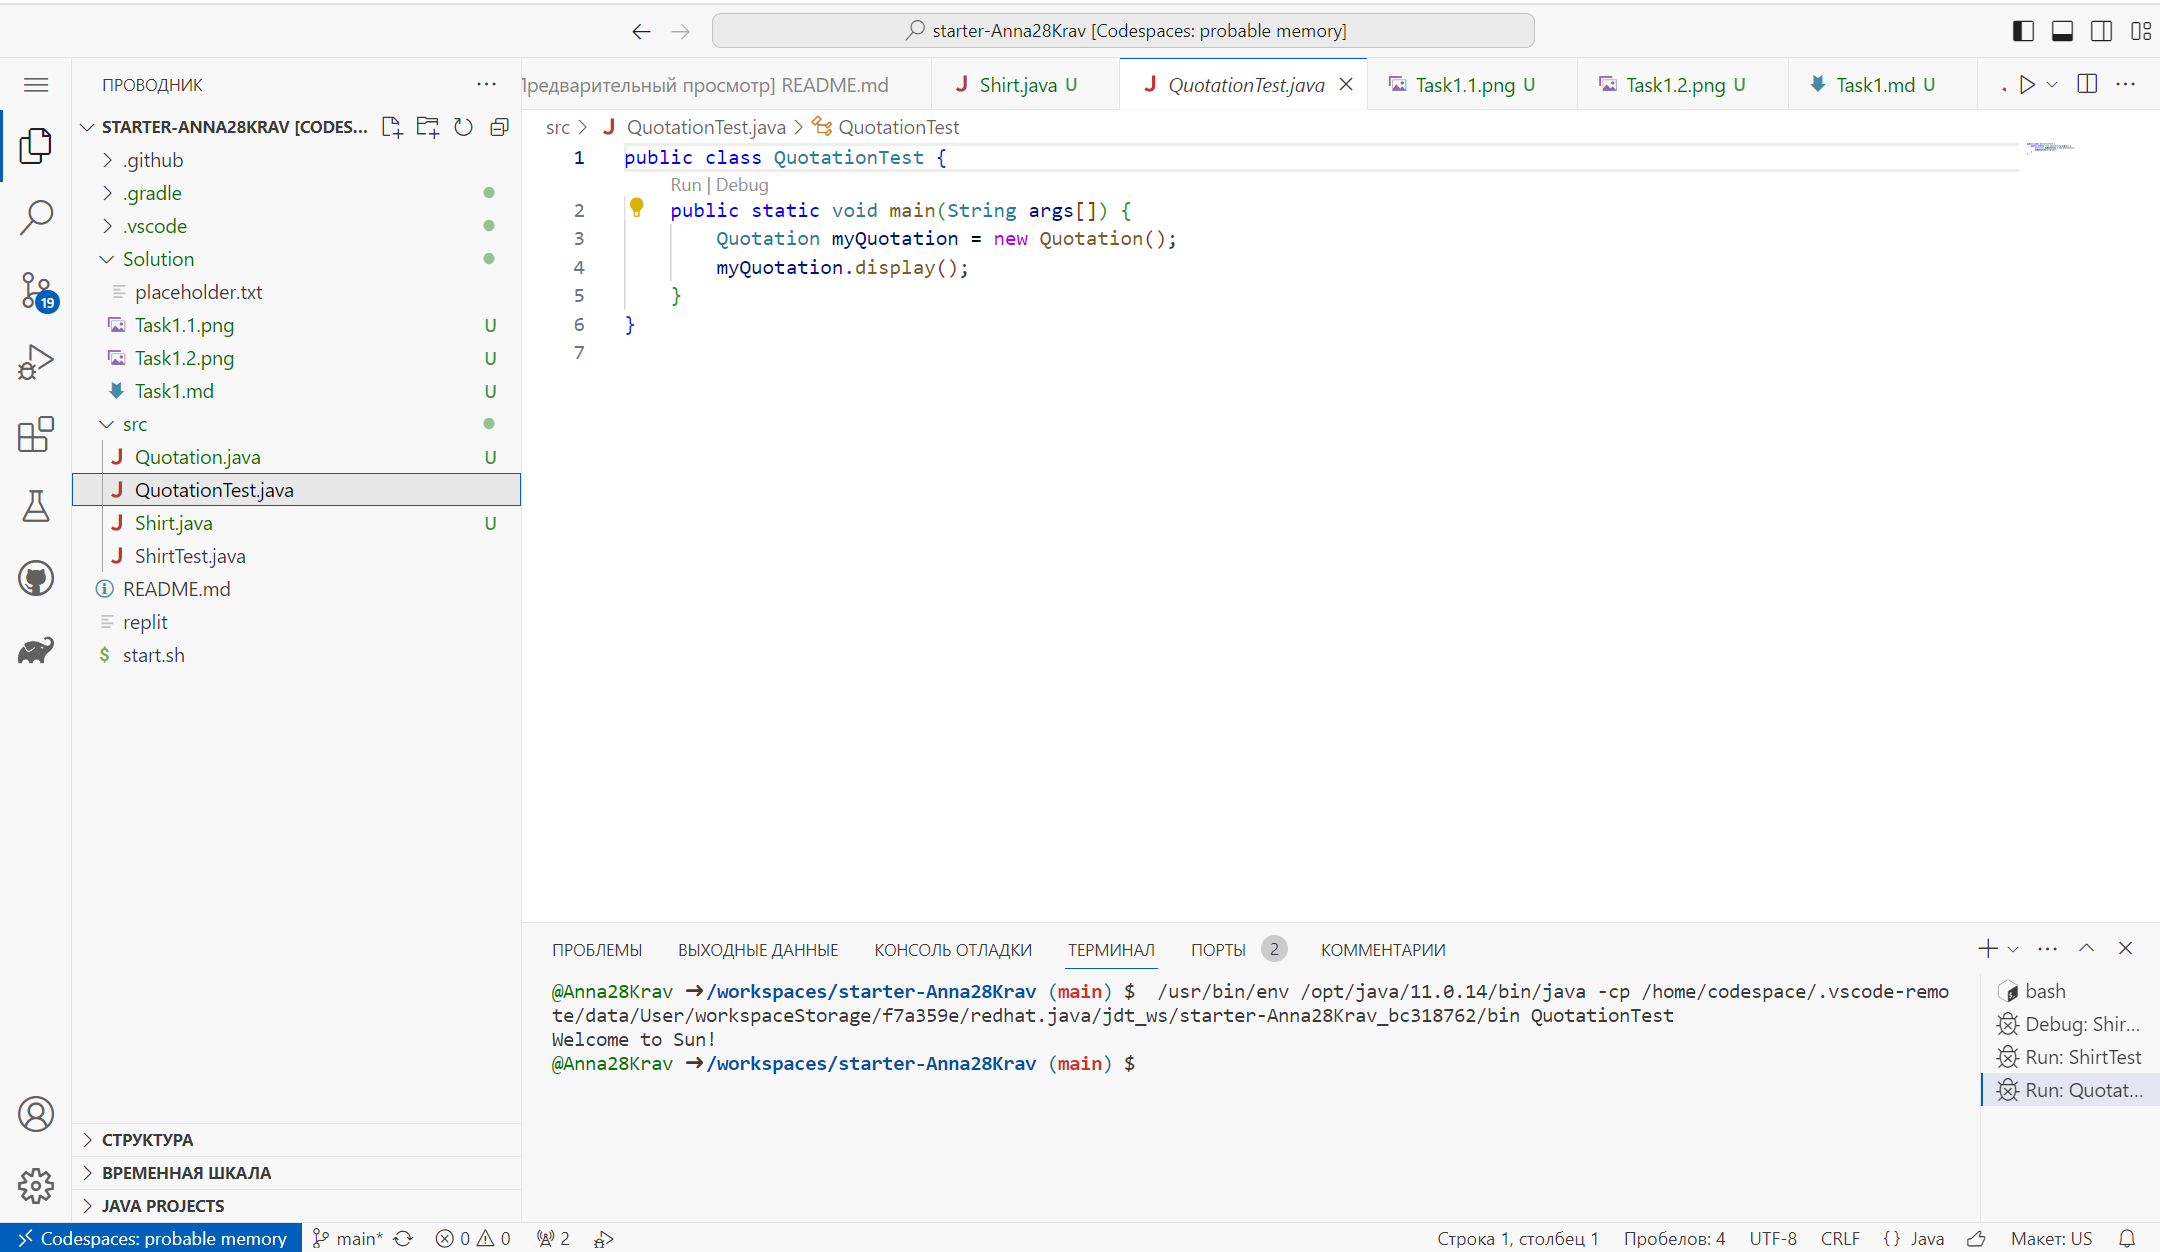 starter-Anna28Krav [Codespaces: probable memory]
ПРОВОДНИК
STARTER-ANNA28KRAV [CODES...
.github
.gradle
.vscode
Solution
placeholder.txt
Task1.1.png U
Task1.2.png U
Task1.md U
src
Quotation.java U
QuotationTest.java
Shirt.java U
ShirtTest.java
README.md
replit
start.sh
19
СТРУКТУРА
ВРЕМЕННАЯ ШКАЛА
JAVA PROJECTS
Предварительный просмотр] README.md
Shirt.java U
QuotationTest.java
Task1.1.png U
Task1.2.png U
Task1.md U
src > QuotationTest.java > QuotationTest
1 public class QuotationTest {
Run | Debug
2 public static void main(String args[]) {
3 Quotation myQuotation = new Quotation();
4 myQuotation.display();
5 }
6 }
7
ПРОБЛЕМЫ ВЫХОДНЫЕ ДАННЫЕ КОНСОЛЬ ОТЛАДКИ ТЕРМИНАЛ ПОРТЫ 2 КОММЕНТАРИИ
@Anna28Krav ➜/workspaces/starter-Anna28Krav (main) $  /usr/bin/env /opt/java/11.0.14/bin/java -cp /home/codespace/.vscode-remo
te/data/User/workspaceStorage/f7a359e/redhat.java/jdt_ws/starter-Anna28Krav_bc318762/bin QuotationTest
Welcome to Sun!
@Anna28Krav ➜/workspaces/starter-Anna28Krav (main) $
bash
Debug: Shir...
Run: ShirtTest
Run: Quotat...
Codespaces: probable memory main* 0 0 2 Строка 1, столбец 1 Пробелов: 4 UTF-8 CRLF {} Java Макет: US